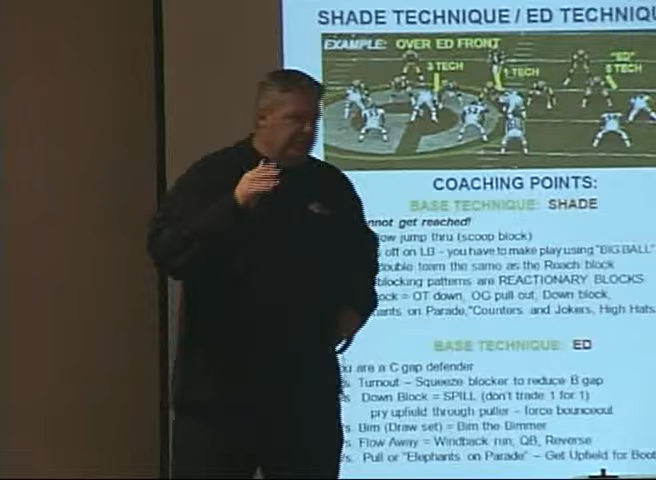 SHADE TECHNIQUE / ED TECHNIQU
EXAMPLE: OVER ED FRONT
3 TECH
1 TECH
"ED"
TECH
COACHING POINTS:
BASE TECHNIQUE: SHADE
nnot get reached!
ow jump thru (scoop block)
off on LB - you have to make play using "BIG BALL"
double team the same as the Reach block
blocking patterns are REACTIONARY BLOCKS
ock = OT down, OG pull out, Down block,
ants on Parade, "Counters and Jokers, High Hats
BASE TECHNIQUE: ED
u are a C gap defender
s. Turnout - Squeeze blocker to reduce B gap
s. Down Block = SPILL (don't trade 1 for 1)
pry upfield through puller - force bounceout
s. Bim (Draw set) = Bim the Bimmer
s. Flow Away = Windback run, QB, Reverse
s. Pull or "Elephants on Parade" - Get Upfield for Boot